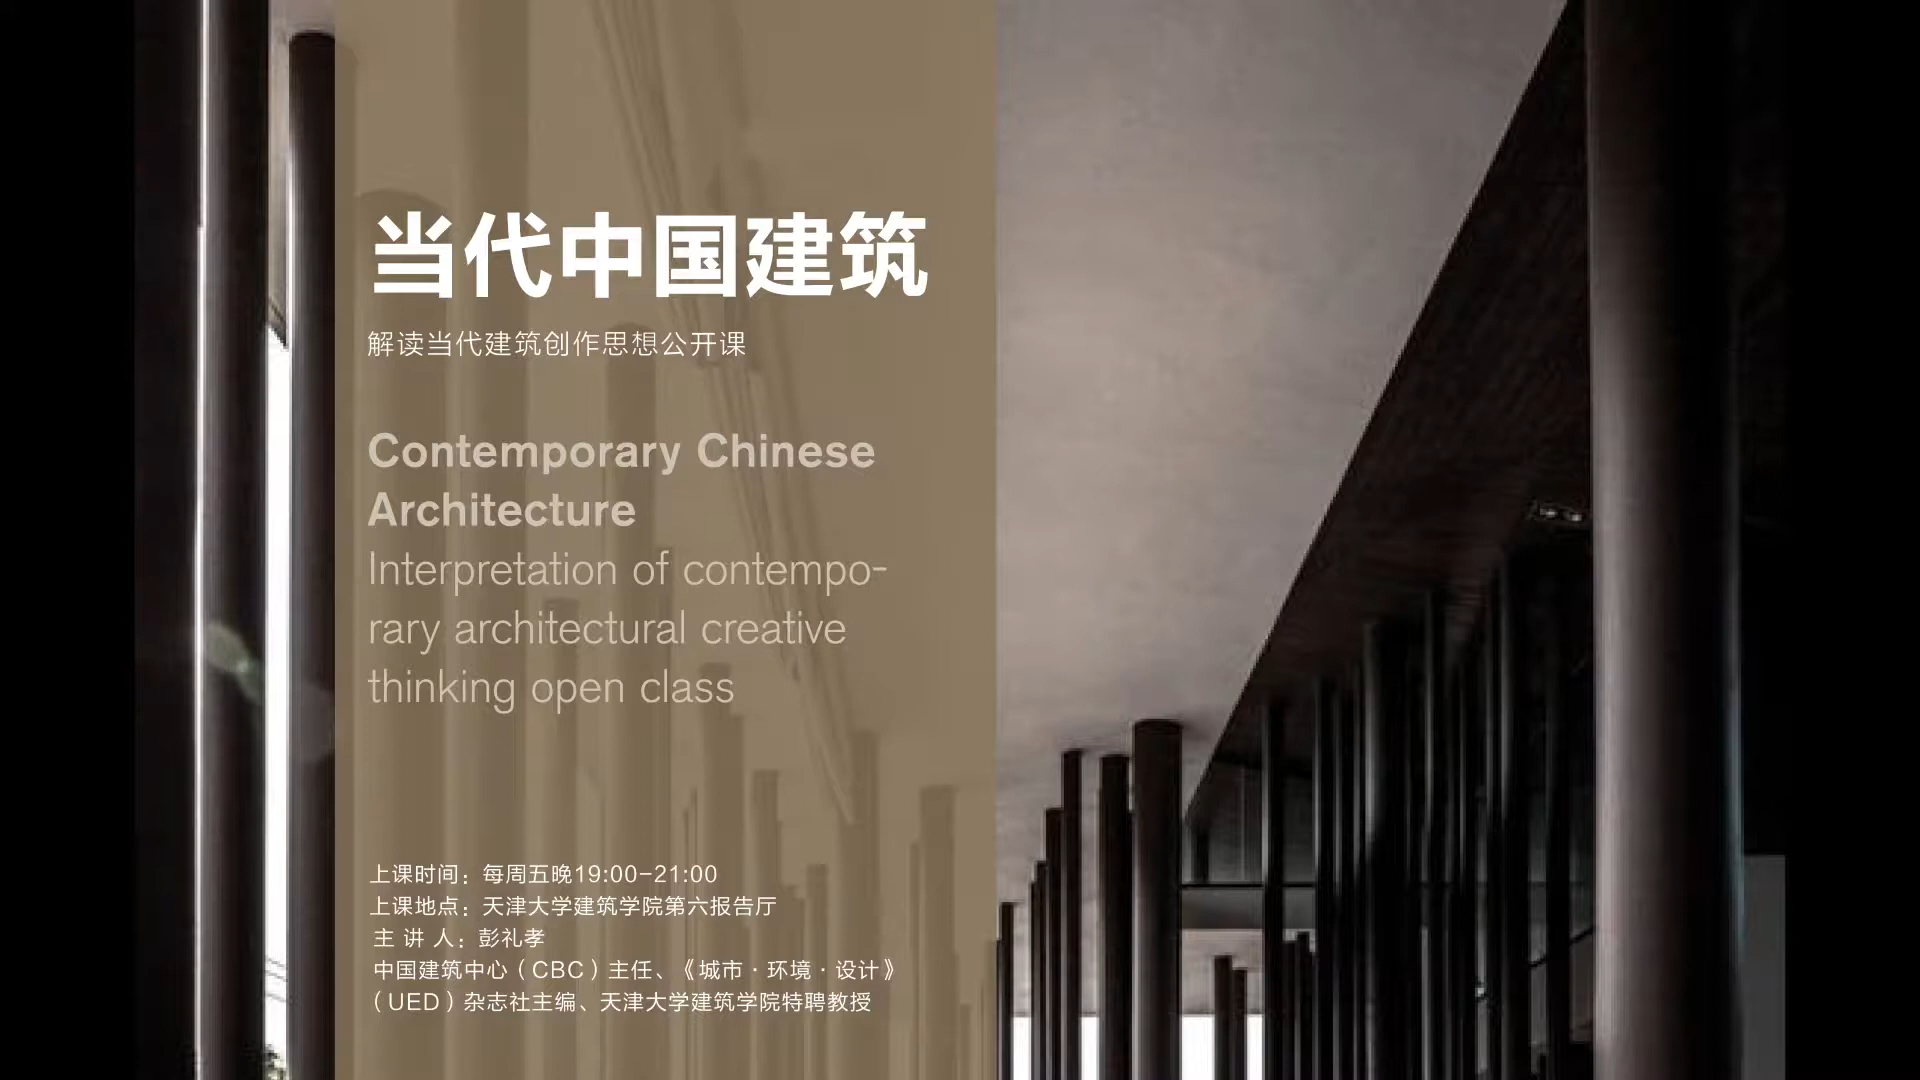 当代中国建筑
解读当代建筑创作思想公开课
Contemporary Chinese
Architecture
Interpretation of contempo-
rary architectural creative
thinking open class
上课时间：每周五晚19:00-21:00
上课地点：天津大学建筑学院第六报告厅
主 讲 人：彭礼孝
中国建筑中心（CBC）主任、《城市·环境·设计》
（UED）杂志社主编、天津大学建筑学院特聘教授